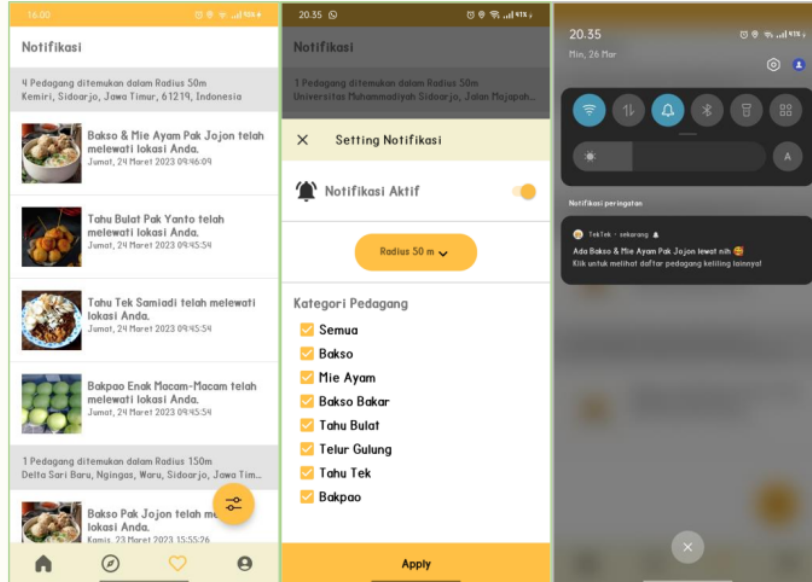 16.00
93%
Notifikasi
4 Pedagang ditemukan dalam Radius 50m
Kemiri, Sidoarjo, Jawa Timur, 61219, Indonesia
Bakso & Mie Ayam Pak Jojon telah
melewati lokasi Anda.
Jumat, 24 Maret 2023 09:46:09
Tahu Bulat Pak Yanto telah
melewati lokasi Anda.
Jumat, 24 Maret 2023 09:45:54
Tahu Tek Samiadi telah melewati
lokasi Anda.
Jumat, 24 Maret 2023 09:45:54
Bakpao Enak Macam-Macam telah
melewati lokasi Anda.
Jumat, 24 Maret 2023 09:45:54
1 Pedagang ditemukan dalam Radius 150m
Delta Sari Baru, Ngingas, Waru, Sidoarjo, Jawa Tim...
Bakso Pak Jojon telah m
lokasi Anda.
Kamis, 23 Maret 2023 15:55:26
20.35
41%
Notifikasi
1 Pedagang ditemukan dalam Radius 50m
Universitas Muhammadiyah Sidoarjo, Jalan Mojopah...
Setting Notifikasi
Notifikasi Aktif
Radius 50 m
Kategori Pedagang
Semua
Bakso
Mie Ayam
Bakso Bakar
Tahu Bulat
Telur Gulung
Tahu Tek
Bakpao
Apply
20.35
41%
Min, 26 Mar
A
Notifikasi peringatan
TekTek • sekarang
Ada Bakso & Mie Ayam Pak Jojon lewat nih 🥰
Klik untuk melihat daftar pedagang keliling lainnya!